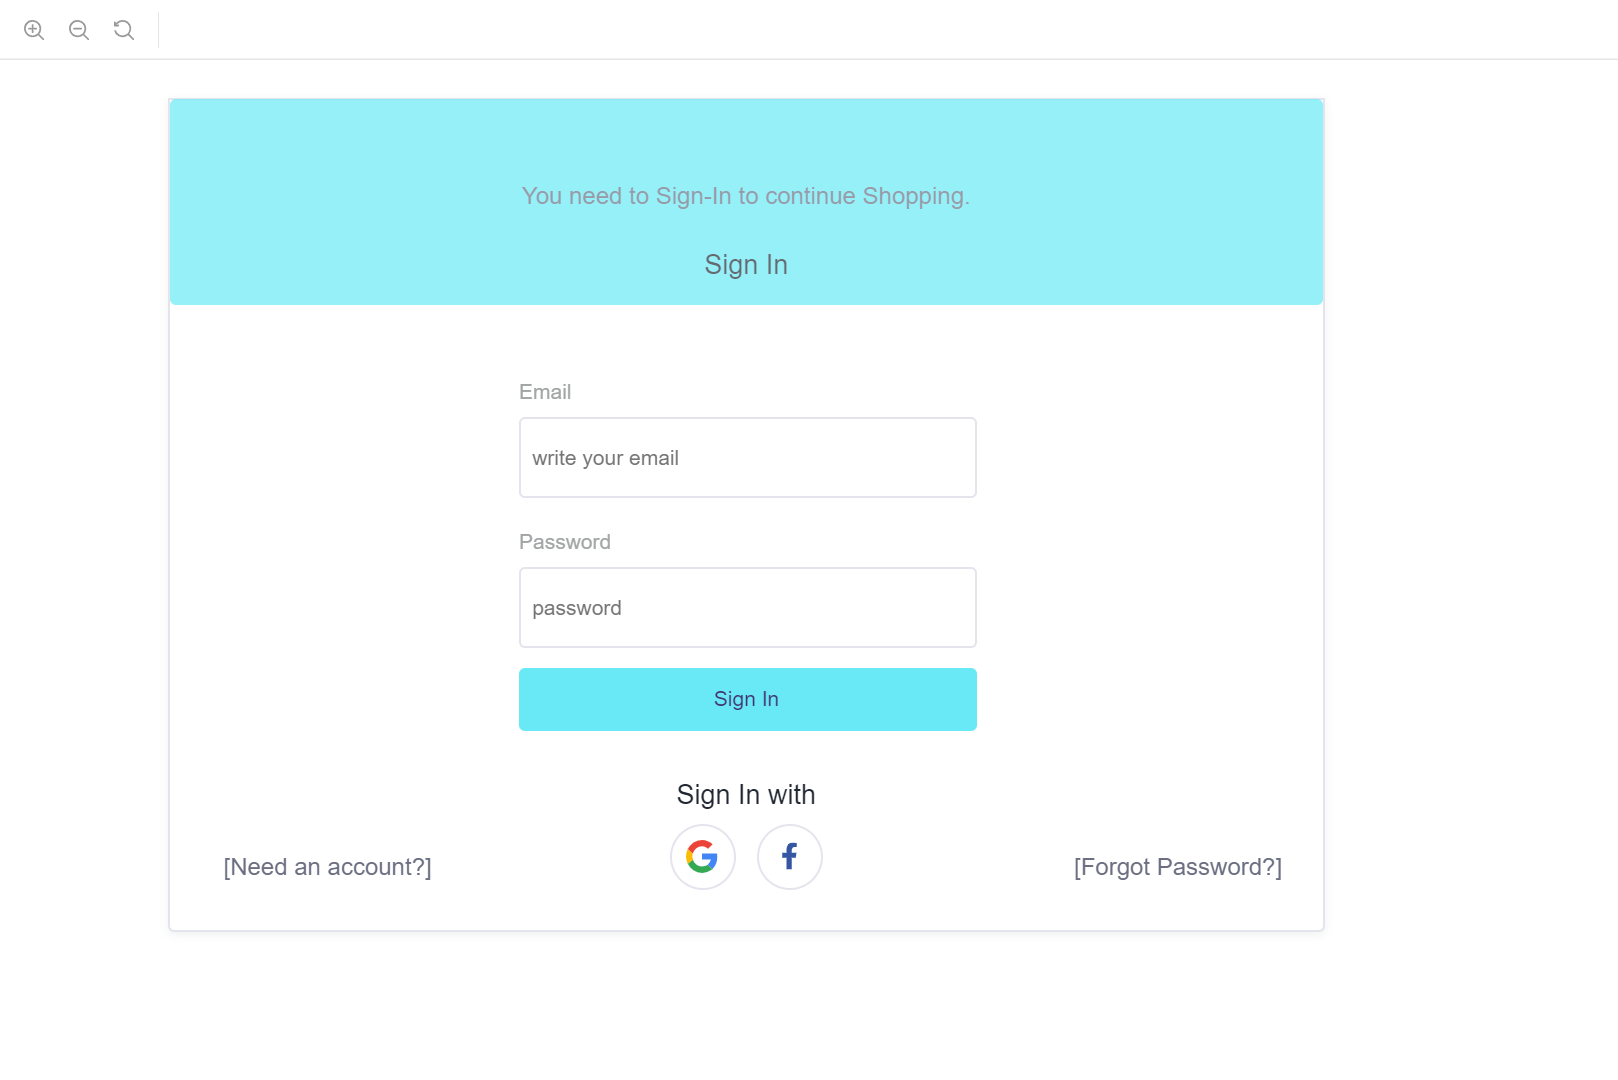 You need to Sign-In to continue Shopping.
Sign In
Email
write your email
Password
password
Sign In
Sign In with
[Need an account?]
[Forgot Password?]